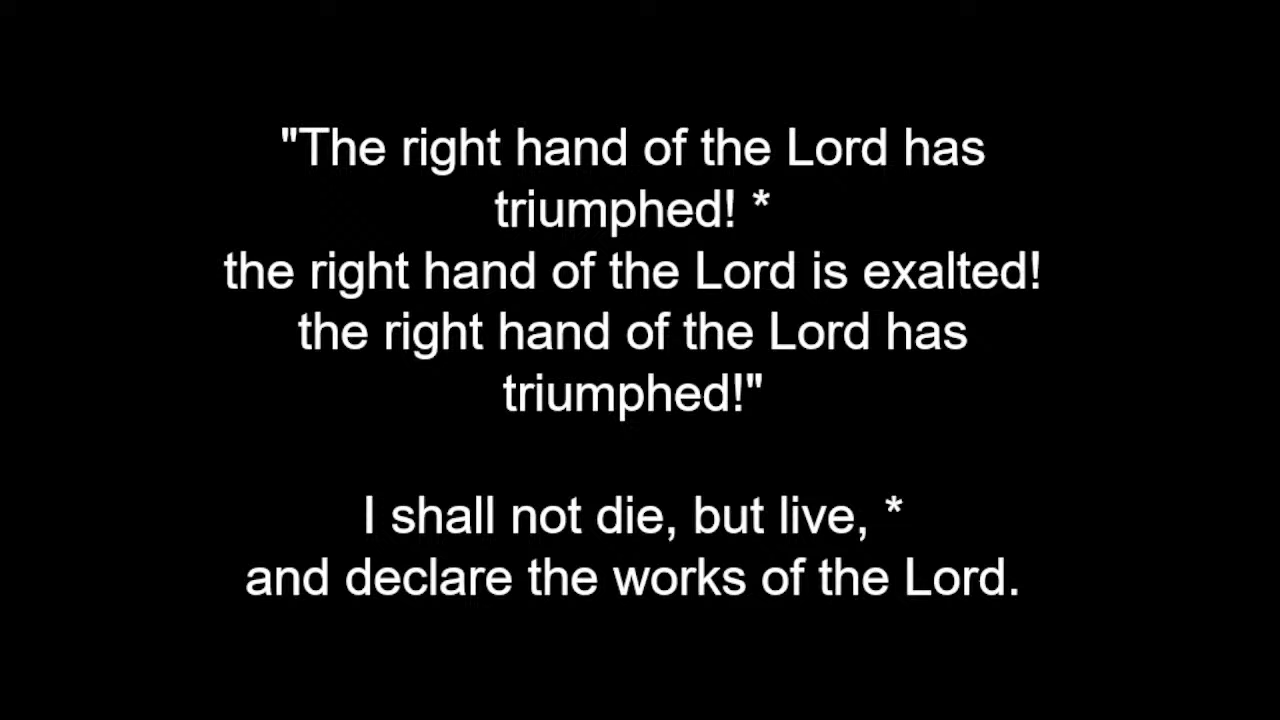 "The right hand of the Lord has
triumphed! *
the right hand of the Lord is exalted!
the right hand of the Lord has
triumphed!"
I shall not die, but live, *
and declare the works of the Lord.